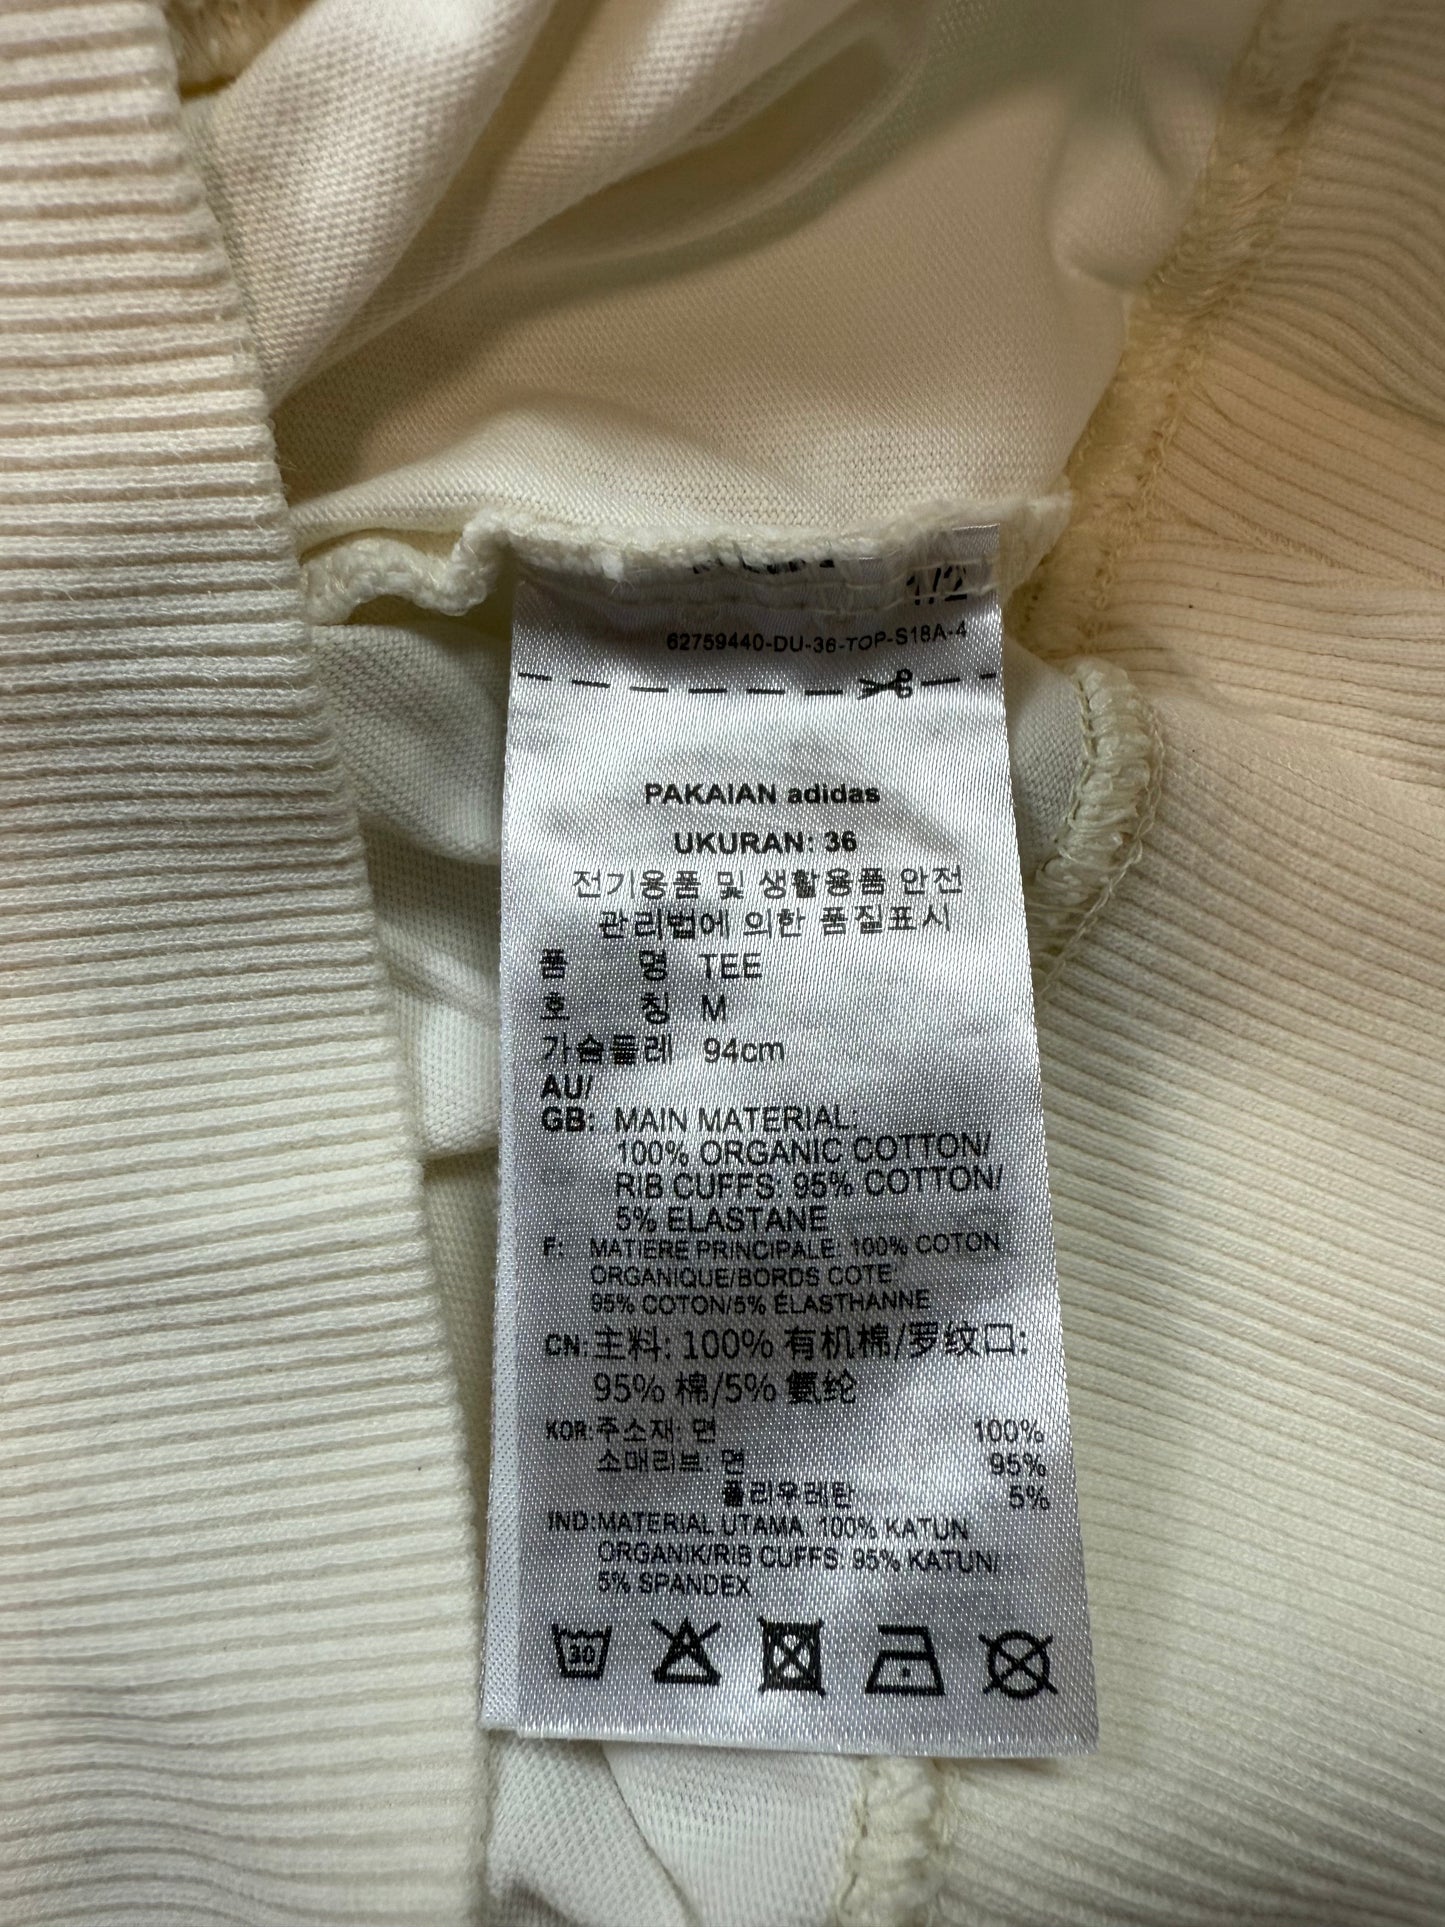 1/2
62759440-DU-36-TOP-S18A-4
PAKAIAN adidas
UKURAN: 36
전기용품 및 생활용품 안전
관리법에 의한 품질표시
품 명 TEE
호 칭 M
가슴둘레 94cm
AU/
GB: MAIN MATERIAL:
100% ORGANIC COTTON/
RIB CUFFS: 95% COTTON/
5% ELASTANE
F: MATIERE PRINCIPALE: 100% COTON
ORGANIQUE/BORDS COTE:
95% COTON/5% ÉLASTHANNE
CN: 主料: 100% 有机棉/罗纹口:
95% 棉/5% 氨纶
KOR: 주소재: 면 100%
소매리브: 면 95%
폴리우레탄 5%
IND: MATERIAL UTAMA: 100% KATUN
ORGANIK/RIB CUFFS: 95% KATUN/
5% SPANDEX
30